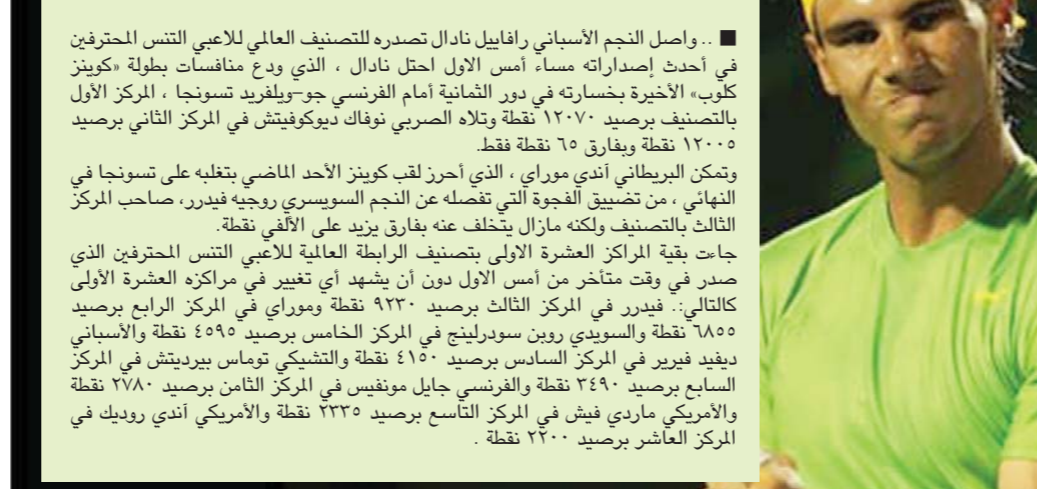 ■ .. واصل النجم الأسباني رافاييل نادال تصدره للتصنيف العالمي للاعبي التنس المحترفين
في أحدث إصداراته مساء أمس الاول احتل نادال ، الذي ودع منافسات بطولة «كوينز
كلوب» الأخيرة بخسارته في دور الثمانية أمام الفرنسي جو-ويلفريد تسونجا ، المركز الأول
بالتصنيف برصيد ١٢٠٧٠ نقطة وتلاه الصربي نوفاك ديوكوفيتش في المركز الثاني برصيد
١٢٠٠٥ نقطة وبفارق ٦٥ نقطة فقط.
وتمكن البريطاني آندي موراي ، الذي أحرز لقب كوينز الأحد الماضي بتغلبه على تسونجا في
النهائي ، من تضييق الفجوة التي تفصله عن النجم السويسري روجيه فيدرر، صاحب المركز
الثالث بالتصنيف ولكنه مازال يتخلف عنه بفارق يزيد على الألفي نقطة.
جاءت بقية المراكز العشرة الاولى بتصنيف الرابطة العالمية للاعبي التنس المحترفين الذي
صدر في وقت متأخر من أمس الاول دون أن يشهد أي تغيير في مراكزه العشرة الأولى
كالتالي:. فيدرر في المركز الثالث برصيد ٩٢٣٠ نقطة وموراي في المركز الرابع برصيد
٦٨٥٥ نقطة والسويدي روبن سودرلينج في المركز الخامس برصيد ٤٥٩٥ نقطة والأسباني
ديفيد فيرير في المركز السادس برصيد ٤١٥٠ نقطة والتشيكي توماس بيرديتش في المركز
السابع برصيد ٣٤٩٠ نقطة والفرنسي جايل مونفيس في المركز الثامن برصيد ٢٧٨٠ نقطة
والأمريكي ماردي فيش في المركز التاسع برصيد ٢٣٣٥ نقطة والأمريكي آندي روديك في
المركز العاشر برصيد ٢٢٠٠ نقطة .